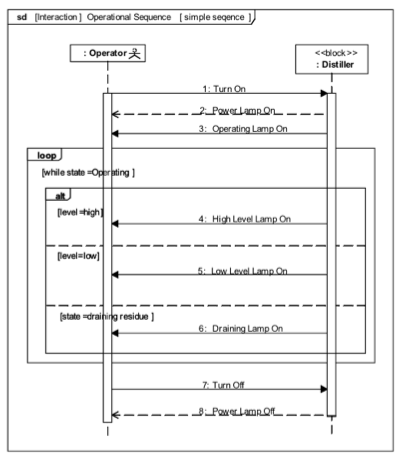 sd [Interaction ] Operational Sequence [ simple seqence ]
: Operator
<<block>>
: Distiller
1: Turn On
2: Power Lamp On
3: Operating Lamp On
loop
[while state =Operating ]
alt
[level=high]
4: High Level Lamp On
[level=low]
5: Low Level Lamp On
[state =draining residue ]
6: Draining Lamp On
7: Turn Off
8: Power Lamp Off